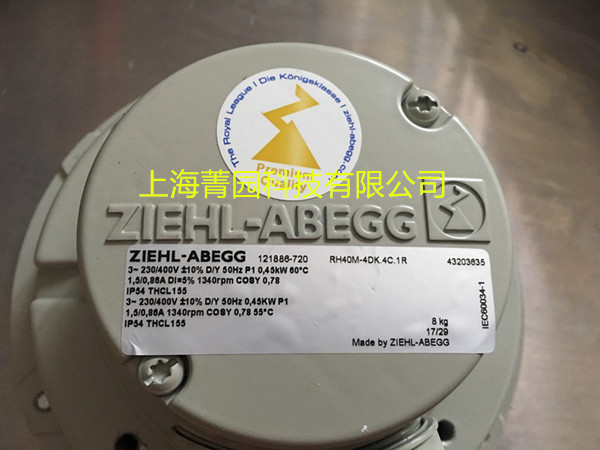 The Royal League | Die Königsklasse | ziehl-abegg.com
Premium
Quality
上海菁园科技有限公司
ZIEHL-ABEGG
ZIEHL-ABEGG 121886-720 RH40M-4DK.4C.1R 43203635
3~ 230/400V ±10% D/Y 50Hz P1 0,45kW 60°C
1,5/0,86A DI=5% 1340rpm COSY 0,78
IP54 THCL155
3~ 230/400V ±10% D/Y 50Hz 0,45KW P1
1,5/0,86A 1340rpm COSY 0,78 55°C
IP54 THCL155
8 kg
17/29
Made by ZIEHL-ABEGG
IEC60034-1